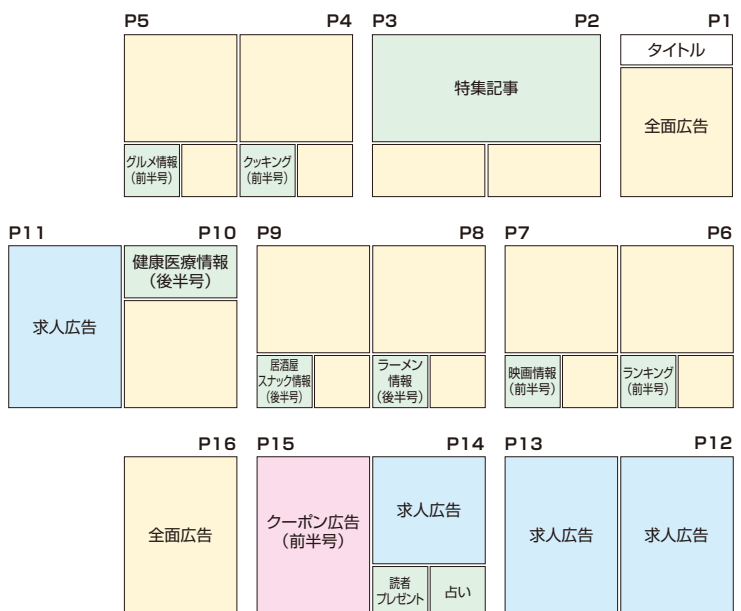 P5
P4
P3
P2
P1
タイトル
特集記事
全面広告
グルメ情報
(前半号)
クッキング
(前半号)
P11
P10
P9
P8
P7
P6
健康医療情報
(後半号)
求人広告
居酒屋
スナック情報
(後半号)
ラーメン
情報
(後半号)
映画情報
(前半号)
ランキング
(前半号)
P16
P15
P14
P13
P12
全面広告
クーポン広告
(前半号)
求人広告
求人広告
求人広告
読者
プレゼント
占い